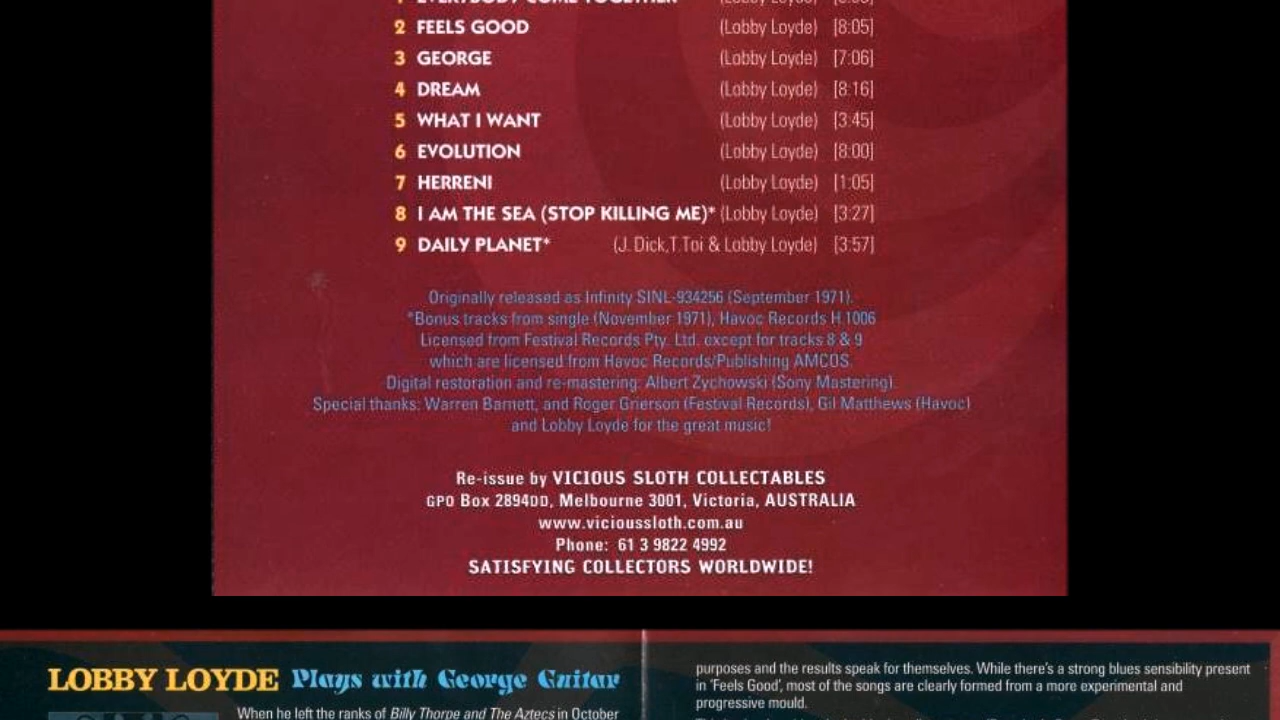 2 FEELS GOOD (Lobby Loyde) [8:05]
3 GEORGE (Lobby Loyde) [7:06]
4 DREAM (Lobby Loyde) [8:16]
5 WHAT I WANT (Lobby Loyde) [3:45]
6 EVOLUTION (Lobby Loyde) [8:00]
7 HERRENI (Lobby Loyde) [1:05]
8 I AM THE SEA (STOP KILLING ME)* (Lobby Loyde) [3:27]
9 DAILY PLANET* (J. Dick,T.Toi & Lobby Loyde) [3:57]
Originally released as Infinity SINL-934256 (September 1971).
*Bonus tracks from single (November 1971), Havoc Records H 1006
Licensed from Festival Records Pty. Ltd. except for tracks 8 & 9
which are licensed from Havoc Records/Publishing AMCOS.
Digital restoration and re-mastering: Albert Zychowski (Sony Mastering).
Special thanks: Warren Barnett, and Roger Grierson (Festival Records), Gil Matthews (Havoc)
and Lobby Loyde for the great music!
Re-issue by VICIOUS SLOTH COLLECTABLES
GPO Box 2894DD, Melbourne 3001, Victoria, AUSTRALIA
www.vicioussloth.com.au
Phone: 61 3 9822 4992
SATISFYING COLLECTORS WORLDWIDE!
LOBBY LOYDE Plays with George Guitar
When he left the ranks of Billy Thorpe and The Aztecs in October
purposes and the results speak for themselves. While there's a strong blues sensibility present
in 'Feels Good', most of the songs are clearly formed from a more experimental and
progressive mould.